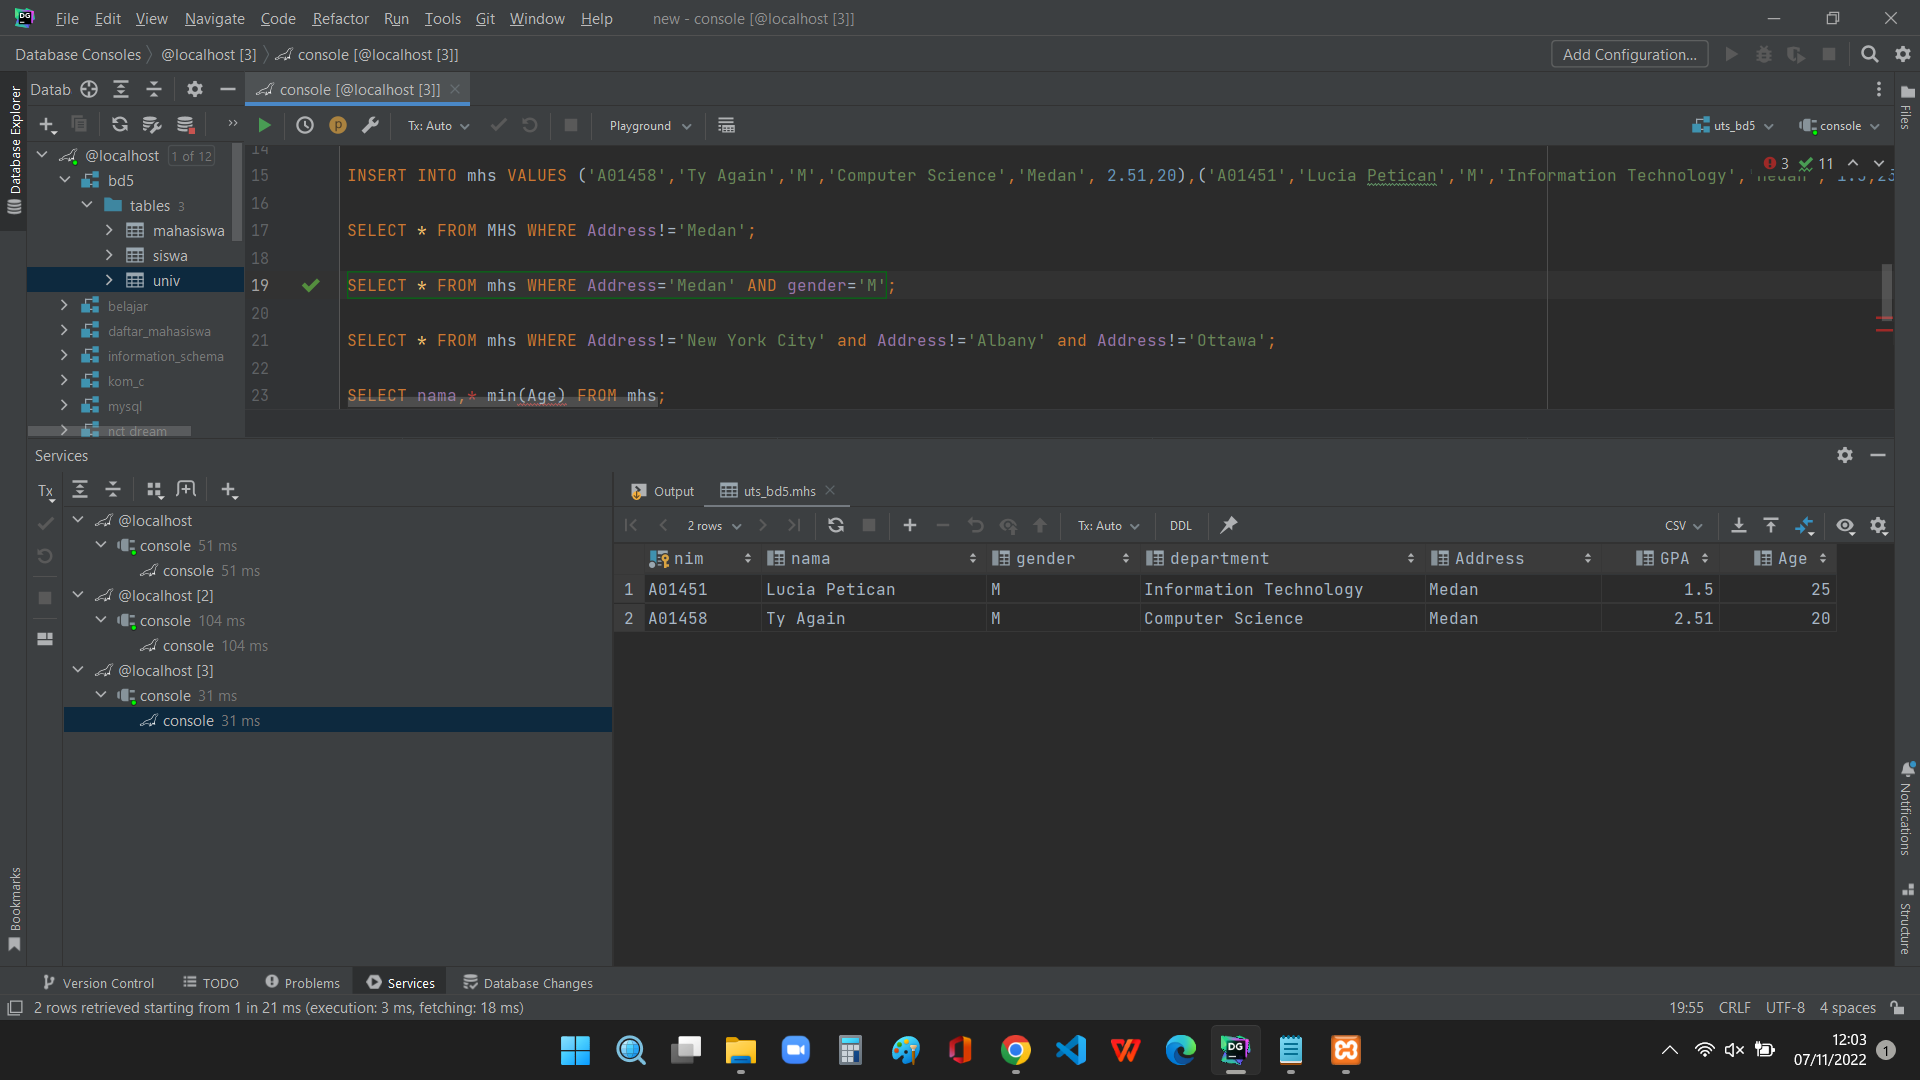 File Edit View Navigate Code Refactor Run Tools Git Window Help new - console [@localhost [3]]
Database Consoles @localhost [3] console [@localhost [3]] Add Configuration...
Datab console [@localhost [3]]
Tx: Auto Playground uts_bd5 console
Database Explorer
Files
@localhost 1 of 12
bd5
tables 3
mahasiswa
siswa
univ
belajar
daftar_mahasiswa
information_schema
kom_c
mysql
nct dream
14
3 11
15 INSERT INTO mhs VALUES ('A01458','Ty Again','M','Computer Science','Medan', 2.51,20),('A01451','Lucia Petican','M','Information Technology','Medan', 1.5,25
16
17 SELECT * FROM MHS WHERE Address!='Medan';
18
19 SELECT * FROM mhs WHERE Address='Medan' AND gender='M';
20
21 SELECT * FROM mhs WHERE Address!='New York City' and Address!='Albany' and Address!='Ottawa';
22
23 SELECT nama,* min(Age) FROM mhs;
Services
Tx
@localhost
console 51 ms
console 51 ms
@localhost [2]
console 104 ms
console 104 ms
@localhost [3]
console 31 ms
console 31 ms
Output uts_bd5.mhs
2 rows Tx: Auto DDL CSV
nim nama gender department Address GPA Age
1 A01451 Lucia Petican M Information Technology Medan 1.5 25
2 A01458 Ty Again M Computer Science Medan 2.51 20
Notifications
Structure
Bookmarks
Version Control TODO Problems Services Database Changes
2 rows retrieved starting from 1 in 21 ms (execution: 3 ms, fetching: 18 ms) 19:55 CRLF UTF-8 4 spaces
DG
12:03
07/11/2022 1